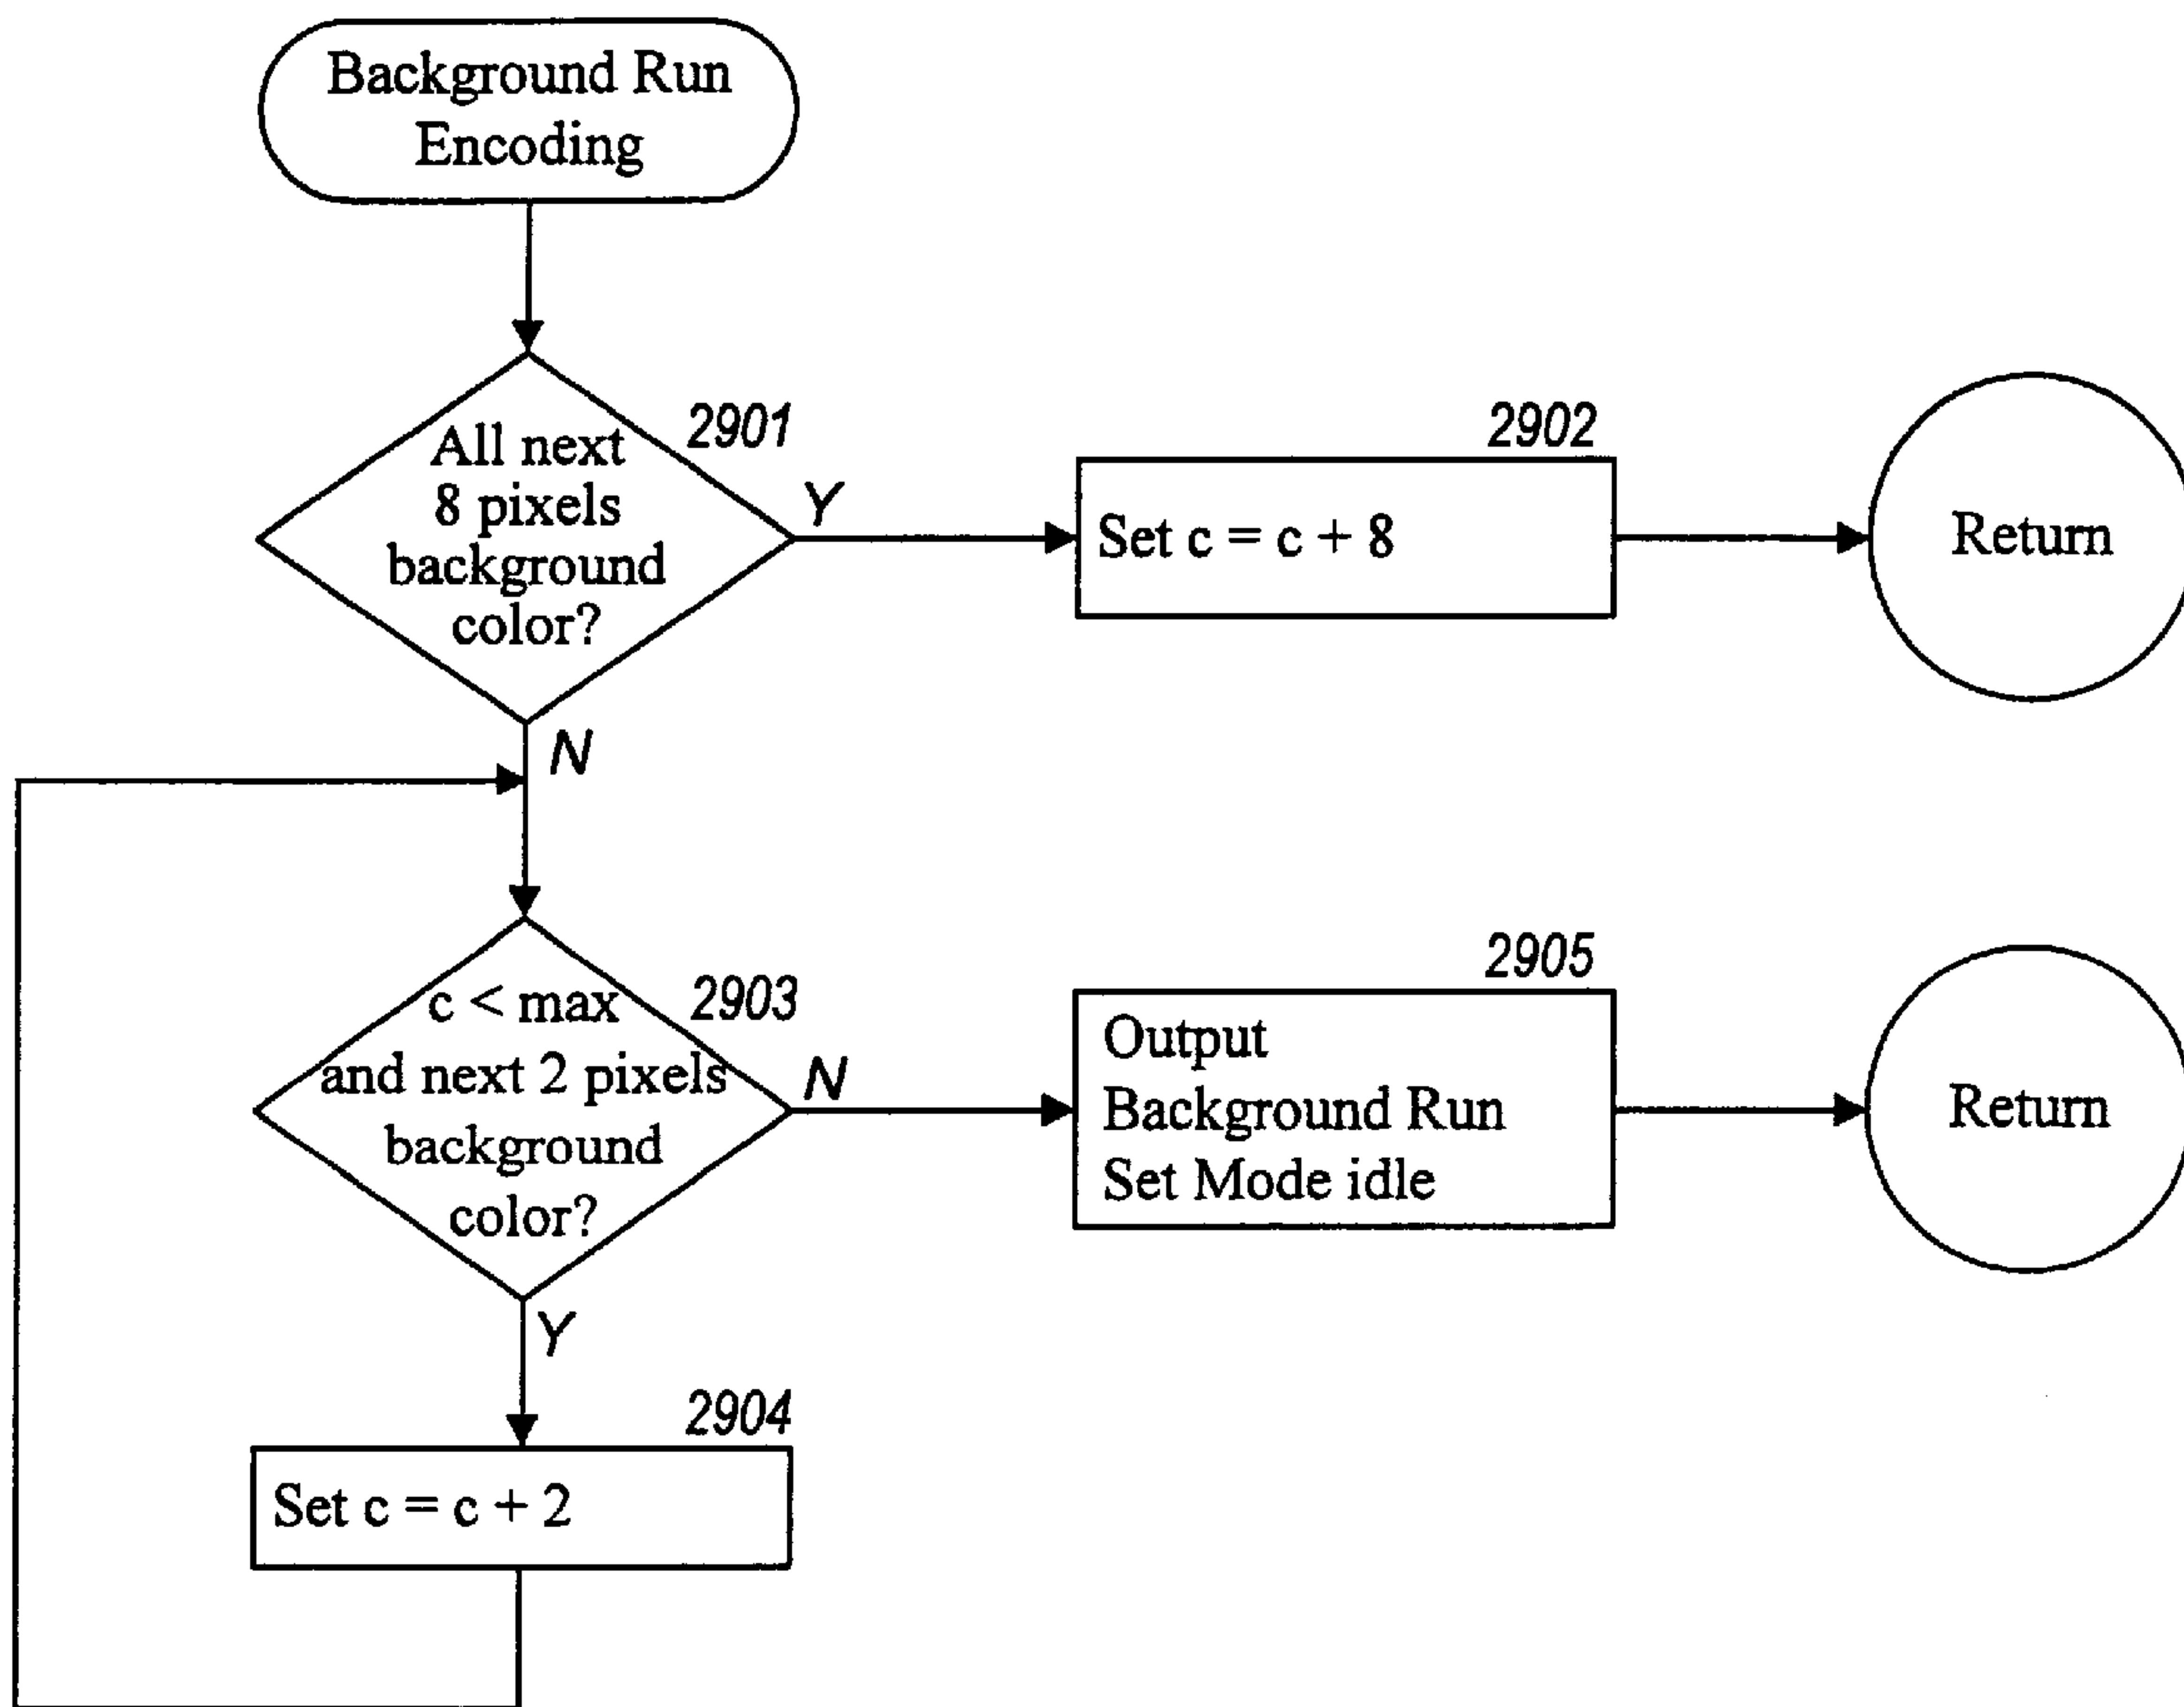 Background Run
Encoding
All next
8 pixels
background
color?
2901
Y
2902
Set c = c + 8
Return
N
c < max
and next 2 pixels
background
color?
2903
N
2905
Output
Background Run
Set Mode idle
Return
Y
2904
Set c = c + 2